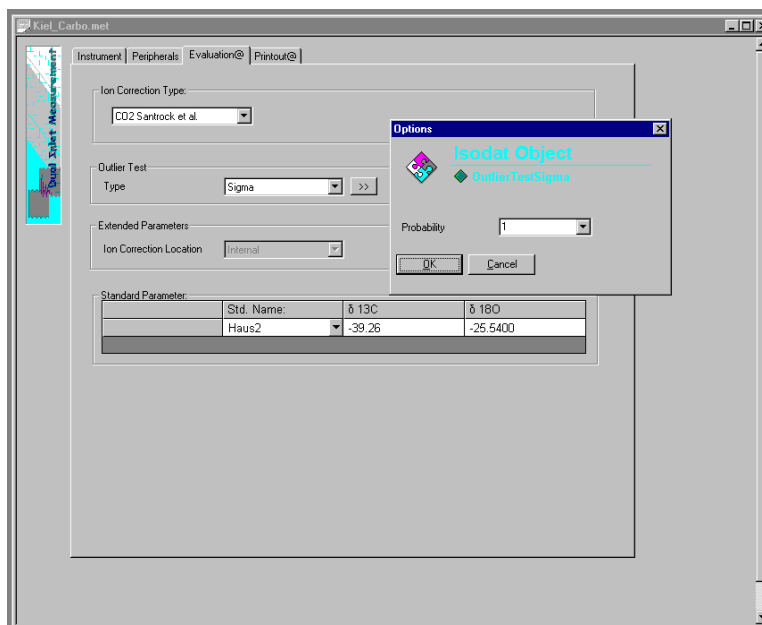 Kiel_Carbo.met
Dual Inlet Measurement
Instrument Peripherals Evaluation@ Printout@
Ion Correction Type:
CO2 Santrock et al.
Outlier Test
Type Sigma >>
Extended Parameters
Ion Correction Location Internal
Standard Parameter:
Std. Name: δ 13C δ 18O
Haus2 -39.26 -25.5400
Options
Isodat Object
OutlierTestSigma
Probability 1
OK Cancel